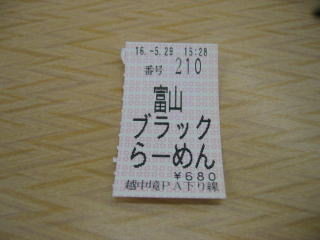 16.-5.29 15:28
番号 210
富山
ブラック
らーめん
￥680
越中境PA下り線